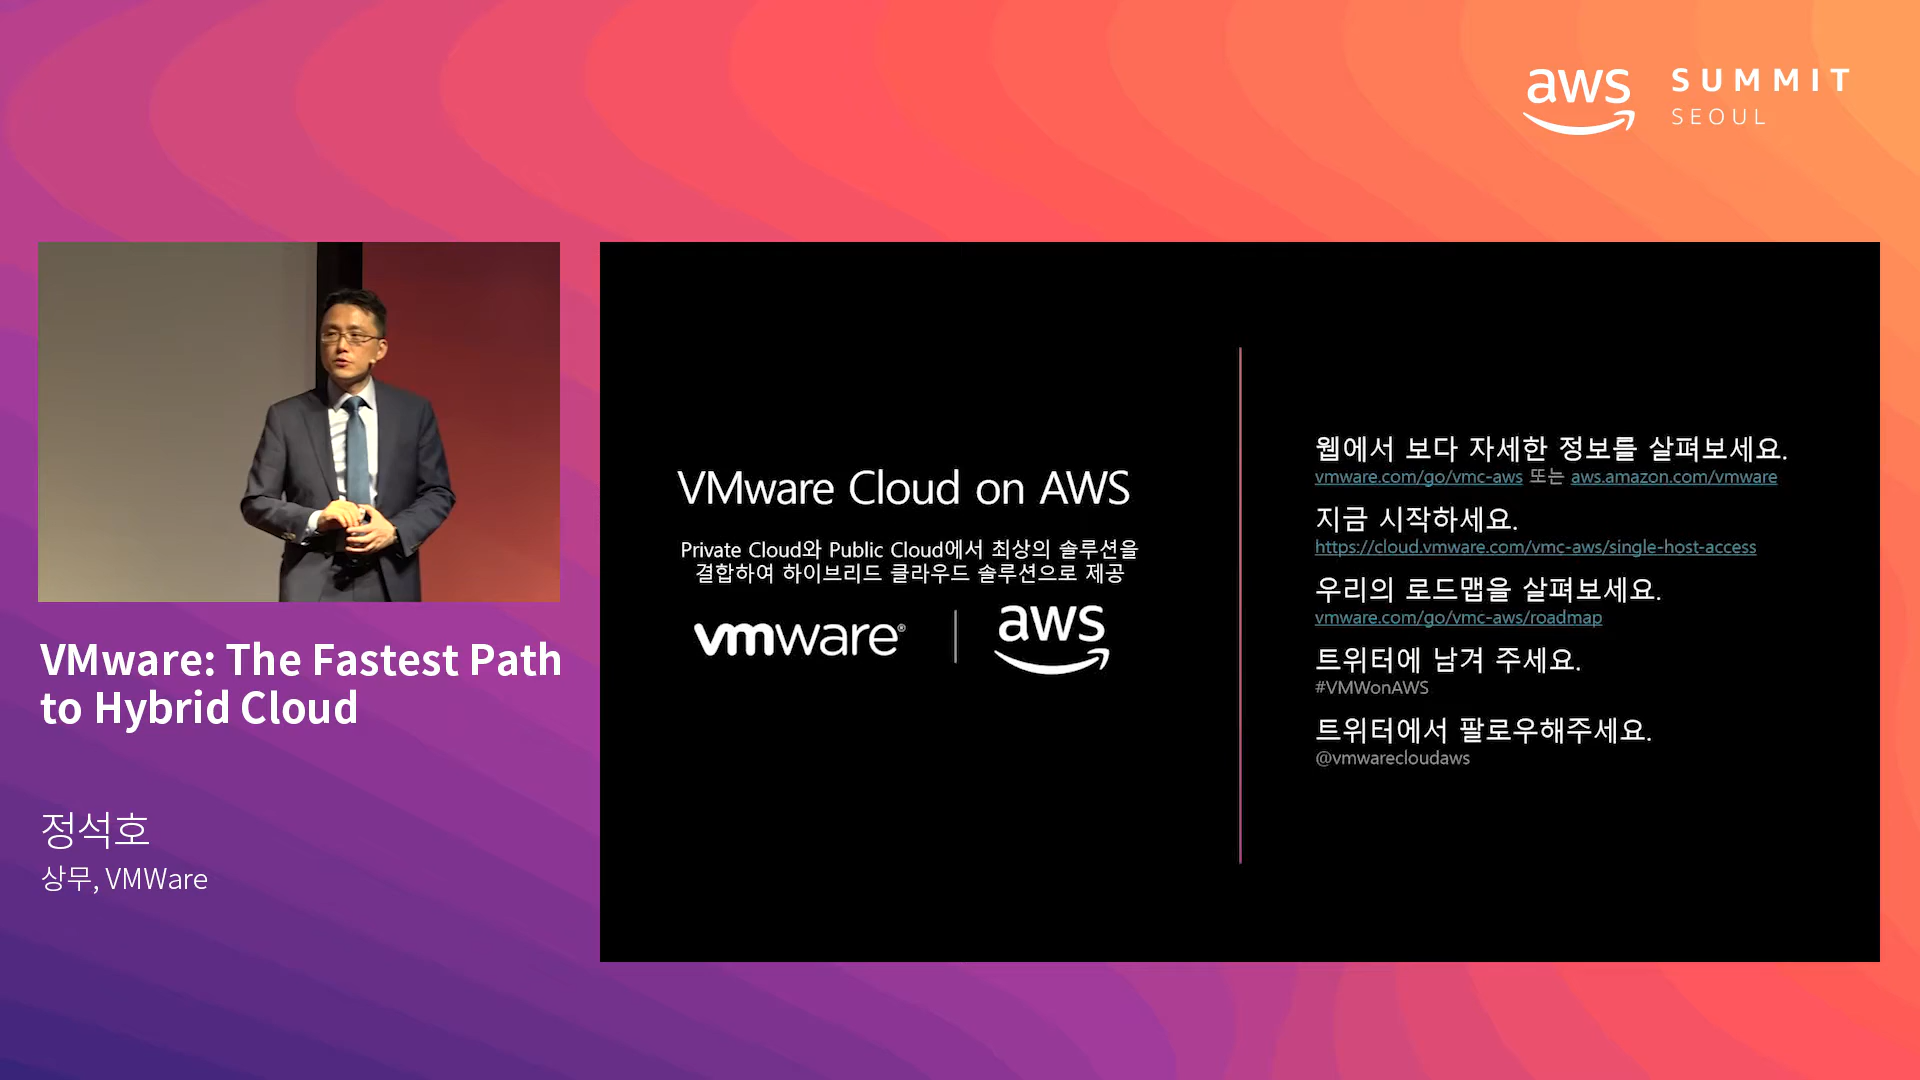 aws
SUMMIT
SEOUL
VMware: The Fastest Path
to Hybrid Cloud
정석호
상무, VMWare
VMware Cloud on AWS
Private Cloud와 Public Cloud에서 최상의 솔루션을
결합하여 하이브리드 클라우드 솔루션으로 제공
vmware®
aws
웹에서 보다 자세한 정보를 살펴보세요.
vmware.com/go/vmc-aws 또는 aws.amazon.com/vmware
지금 시작하세요.
https://cloud.vmware.com/vmc-aws/single-host-access
우리의 로드맵을 살펴보세요.
vmware.com/go/vmc-aws/roadmap
트위터에 남겨 주세요.
#VMWonAWS
트위터에서 팔로우해주세요.
@vmwarecloudaws